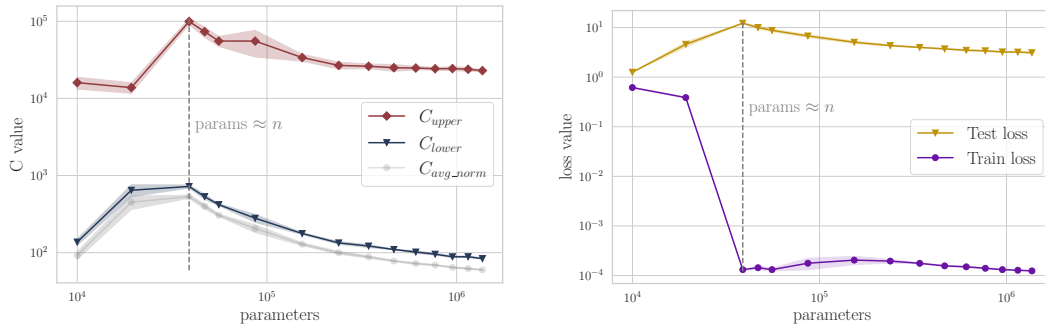 C value
10^5
10^4
10^3
10^2
params ≈ n
C_upper
C_lower
C_avg_norm
10^4
10^5
10^6
parameters
loss value
10^1
10^0
10^−1
10^−2
10^−3
10^−4
params ≈ n
Test loss
Train loss
10^4
10^5
10^6
parameters